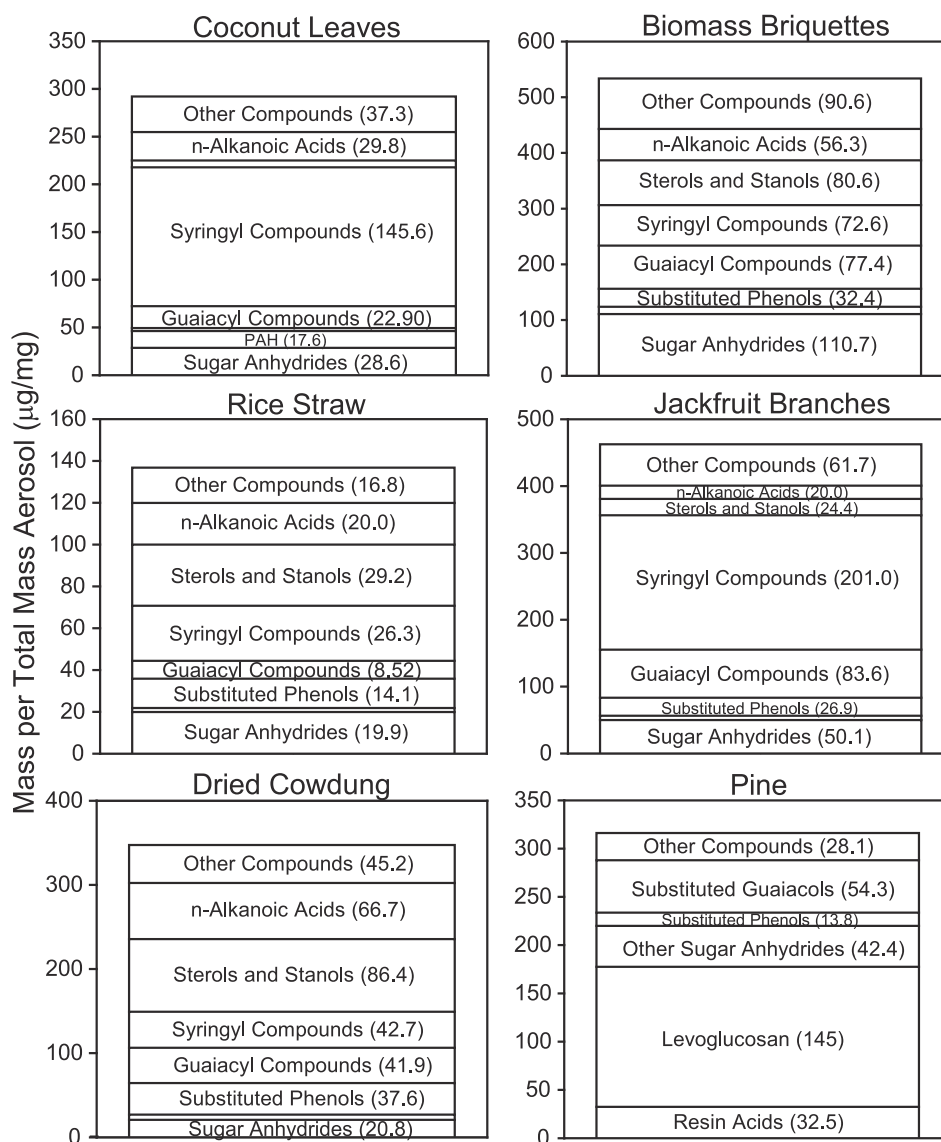 Mass per Total Mass Aerosol (μg/mg)
Coconut Leaves
350
300
250
200
150
100
50
0
Other Compounds (37.3)
n-Alkanoic Acids (29.8)
Syringyl Compounds (145.6)
Guaiacyl Compounds (22.90)
PAH (17.6)
Sugar Anhydrides (28.6)
Biomass Briquettes
600
500
400
300
200
100
0
Other Compounds (90.6)
n-Alkanoic Acids (56.3)
Sterols and Stanols (80.6)
Syringyl Compounds (72.6)
Guaiacyl Compounds (77.4)
Substituted Phenols (32.4)
Sugar Anhydrides (110.7)
Rice Straw
160
140
120
100
80
60
40
20
0
Other Compounds (16.8)
n-Alkanoic Acids (20.0)
Sterols and Stanols (29.2)
Syringyl Compounds (26.3)
Guaiacyl Compounds (8.52)
Substituted Phenols (14.1)
Sugar Anhydrides (19.9)
Jackfruit Branches
500
400
300
200
100
0
Other Compounds (61.7)
n-Alkanoic Acids (20.0)
Sterols and Stanols (24.4)
Syringyl Compounds (201.0)
Guaiacyl Compounds (83.6)
Substituted Phenols (26.9)
Sugar Anhydrides (50.1)
Dried Cowdung
400
300
200
100
0
Other Compounds (45.2)
n-Alkanoic Acids (66.7)
Sterols and Stanols (86.4)
Syringyl Compounds (42.7)
Guaiacyl Compounds (41.9)
Substituted Phenols (37.6)
Sugar Anhydrides (20.8)
Pine
350
300
250
200
150
100
50
0
Other Compounds (28.1)
Substituted Guaiacols (54.3)
Substituted Phenols (13.8)
Other Sugar Anhydrides (42.4)
Levoglucosan (145)
Resin Acids (32.5)